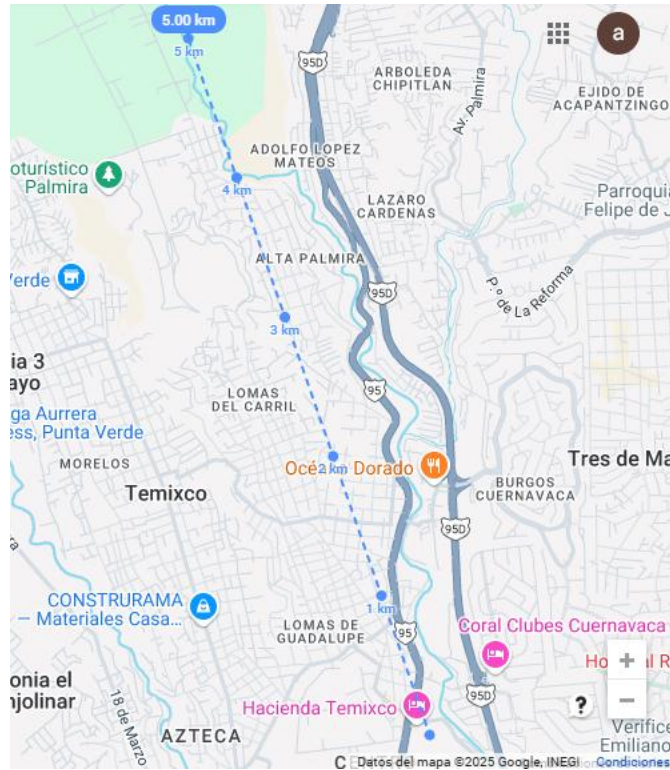 5.00 km
5 km
a
95D
ARBOLEDA
CHIPITLAN
Av. Palmira
EJIDO DE
ACAPANTZINGO
ADOLFO LOPEZ
MATEOS
oturístico
Palmira
4 km
LAZARO
CARDENAS
Parroquia
Felipe de J
ALTA PALMIRA
Verde
95D
P.º de La Reforma
3 km
ia 3
ayo
LOMAS
DEL CARRIL
95
ga Aurrera
ess, Punta Verde
MORELOS
2 km
Dorado
Tres de Ma
BURGOS
CUERNAVACA
Temixco
95D
CONSTRURAMA
— Materiales Casa...
1 km
LOMAS DE
GUADALUPE
95
Coral Clubes Cuernavaca
onia el
njolinar
18 de Marzo
95D
+
−
Hacienda Temixco
?
AZTECA
Verifice
Emiliano
Datos del mapa ©2025 Google, INEGI
Condiciones